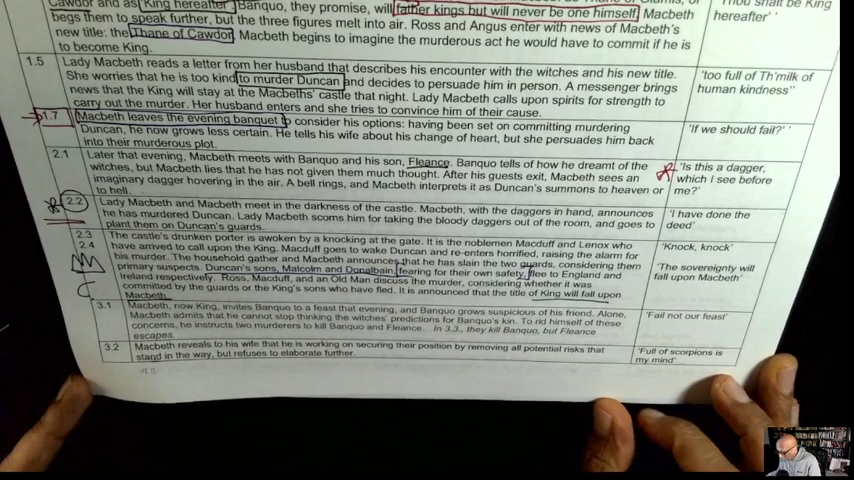 Cawdor and as King hereafter. Banquo, they promise, will father kings but will never be one himself. Macbeth
begs them to speak further, but the three figures melt into air. Ross and Angus enter with news of Macbeth's
new title: the Thane of Cawdor. Macbeth begins to imagine the murderous act he would have to commit if he is
to become King.
Thou shalt be King
hereafter'
1.5
Lady Macbeth reads a letter from her husband that describes his encounter with the witches and his new title.
She worries that he is too kind to murder Duncan and decides to persuade him in person. A messenger brings
news that the King will stay at the Macbeths' castle that night. Lady Macbeth calls upon spirits for strength to
carry out the murder. Her husband enters and she tries to convince him of their cause.
'too full of Th'milk of
human kindness'
1.7
Macbeth leaves the evening banquet to consider his options: having been set on committing murdering
Duncan, he now grows less certain. He tells his wife about his change of heart, but she persuades him back
into their murderous plot.
'If we should fail?'
2.1
Later that evening, Macbeth meets with Banquo and his son, Fleance. Banquo tells of how he dreamt of the
witches, but Macbeth lies that he has not given them much thought. After his guests exit, Macbeth sees an
imaginary dagger hovering in the air. A bell rings, and Macbeth interprets it as Duncan's summons to heaven or
to hell.
'Is this a dagger,
which I see before
me?'
2.2
Lady Macbeth and Macbeth meet in the darkness of the castle. Macbeth, with the daggers in hand, announces
he has murdered Duncan. Lady Macbeth scorns him for taking the bloody daggers out of the room, and goes to
plant them on Duncan's guards.
'I have done the
deed'
2.3
2.4
The castle's drunken porter is awoken by a knocking at the gate. It is the noblemen Macduff and Lenox who
have arrived to call upon the King. Macduff goes to wake Duncan and re-enters horrified, raising the alarm for
his murder. The household gather and Macbeth announces that he has slain the two guards, considering them
primary suspects. Duncan's sons, Malcolm and Donalbain, fearing for their own safety, flee to England and
Ireland respectively. Ross, Macduff, and an Old Man discuss the murder, considering whether it was
committed by the guards or the King's sons who have fled. It is announced that the title of King will fall upon
Macbeth.
'Knock, knock'
'The sovereignty will
fall upon Macbeth'
3.1
Macbeth, now King, invites Banquo to a feast that evening, and Banquo grows suspicious of his friend. Alone,
Macbeth admits that he cannot stop thinking the witches' predictions for Banquo's kin. To rid himself of these
concerns, he instructs two murderers to kill Banquo and Fleance. In 3.3, they kill Banquo, but Fleance
escapes.
'Fail not our feast'
3.2
Macbeth reveals to his wife that he is working on securing their position by removing all potential risks that
stand in the way, but refuses to elaborate further.
'Full of scorpions is
my mind'